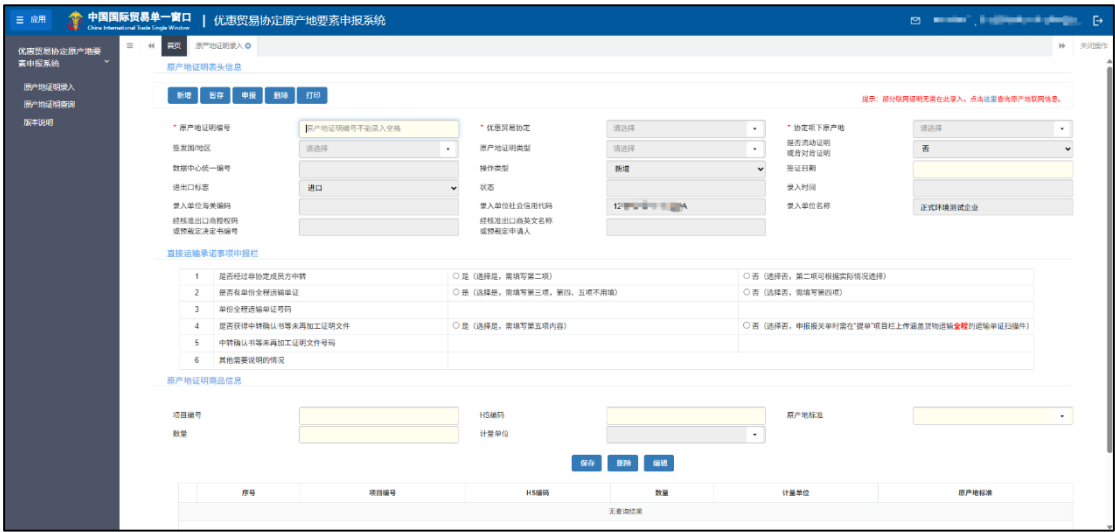 应用 中国国际贸易单一窗口 China International Trade Single Window | 优惠贸易协定原产地要素申报系统
优惠贸易协定原产地要素申报系统
原产地证明录入
原产地证明查询
版本说明
首页 原产地证明录入 关闭操作
原产地证明表头信息
新增 暂存 申报 删除 打印
提示：部分联网证明无需在此录入，点击这里查询原产地联网信息。
* 原产地证明编号 原产地证明编号不能录入空格 * 优惠贸易协定 请选择 * 协定项下原产地 请选择
签发国/地区 请选择 原产地证明类型 请选择 是否流动证明或背对背证明 否
数据中心统一编号 操作类型 新增 签证日期
进出口标志 进口 状态 录入时间
录入单位海关编码 录入单位社会信用代码 录入单位名称 正式环境测试企业
经核准出口商授权码或预裁定决定书编号 经核准出口商英文名称或预裁定申请人
直接运输承诺事项申报栏
1 是否经过非协定成员方中转 是（选择是，需填写第二项） 否（选择否，第二项可根据实际情况选择）
2 是否有单份全程运输单证 是（选择是，需填写第三项，第四、五项不用填） 否（选择否，需填写第四项）
3 单份全程运输单证号码
4 是否获得中转确认书等未再加工证明文件 是（选择是，需填写第五项内容） 否（选择否，申报报关单时需在“提单”项目栏上传涵盖货物运输全程的运输单证扫描件）
5 中转确认书等未再加工证明文件号码
6 其他需要说明的情况
原产地证明商品信息
项目编号 HS编码 原产地标准
数量 计量单位
保存 删除 编辑
序号 项目编号 HS编码 数量 计量单位 原产地标准
无查询结果